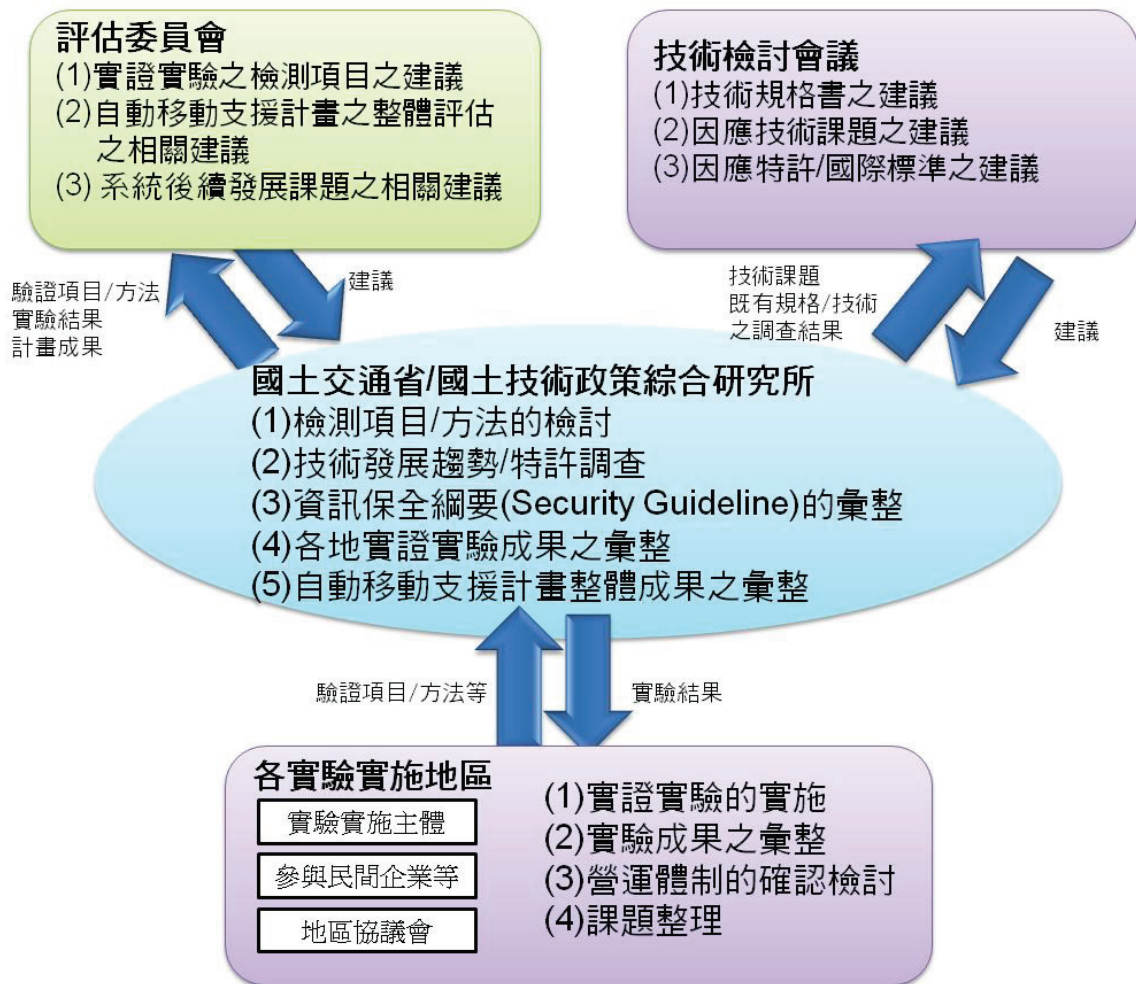 評估委員會
(1)實證實驗之檢測項目之建議
(2)自動移動支援計畫之整體評估
之相關建議
(3) 系統後續發展課題之相關建議
技術檢討會議
(1)技術規格書之建議
(2)因應技術課題之建議
(3)因應特許/國際標準之建議
驗證項目/方法
實驗結果
計畫成果
建議
技術課題
既有規格/技術
之調查結果
建議
國土交通省/國土技術政策綜合研究所
(1)檢測項目/方法的檢討
(2)技術發展趨勢/特許調查
(3)資訊保全綱要(Security Guideline)的彙整
(4)各地實證實驗成果之彙整
(5)自動移動支援計畫整體成果之彙整
驗證項目/方法等
實驗結果
各實驗實施地區
實驗實施主體
參與民間企業等
地區協議會
(1)實證實驗的實施
(2)實驗成果之彙整
(3)營運體制的確認檢討
(4)課題整理